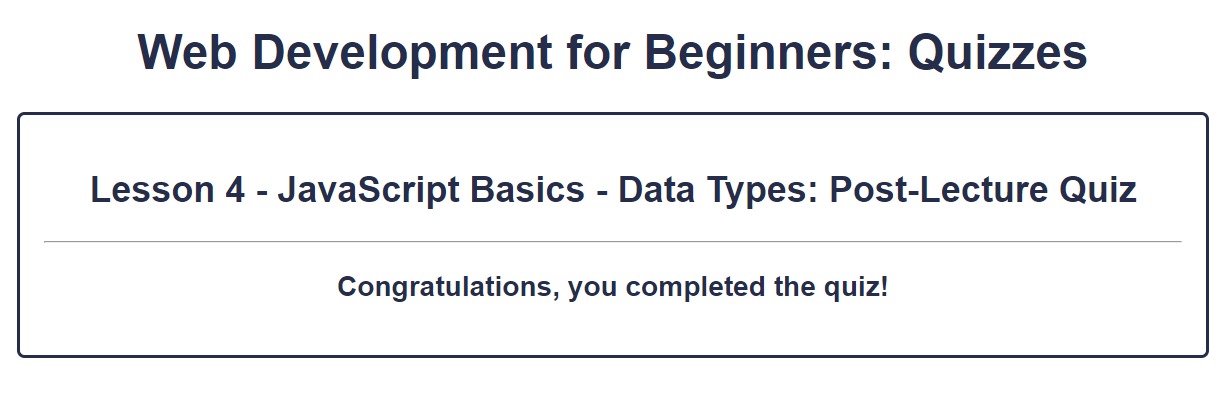 Web Development for Beginners: Quizzes
Lesson 4 - JavaScript Basics - Data Types: Post-Lecture Quiz
Congratulations, you completed the quiz!